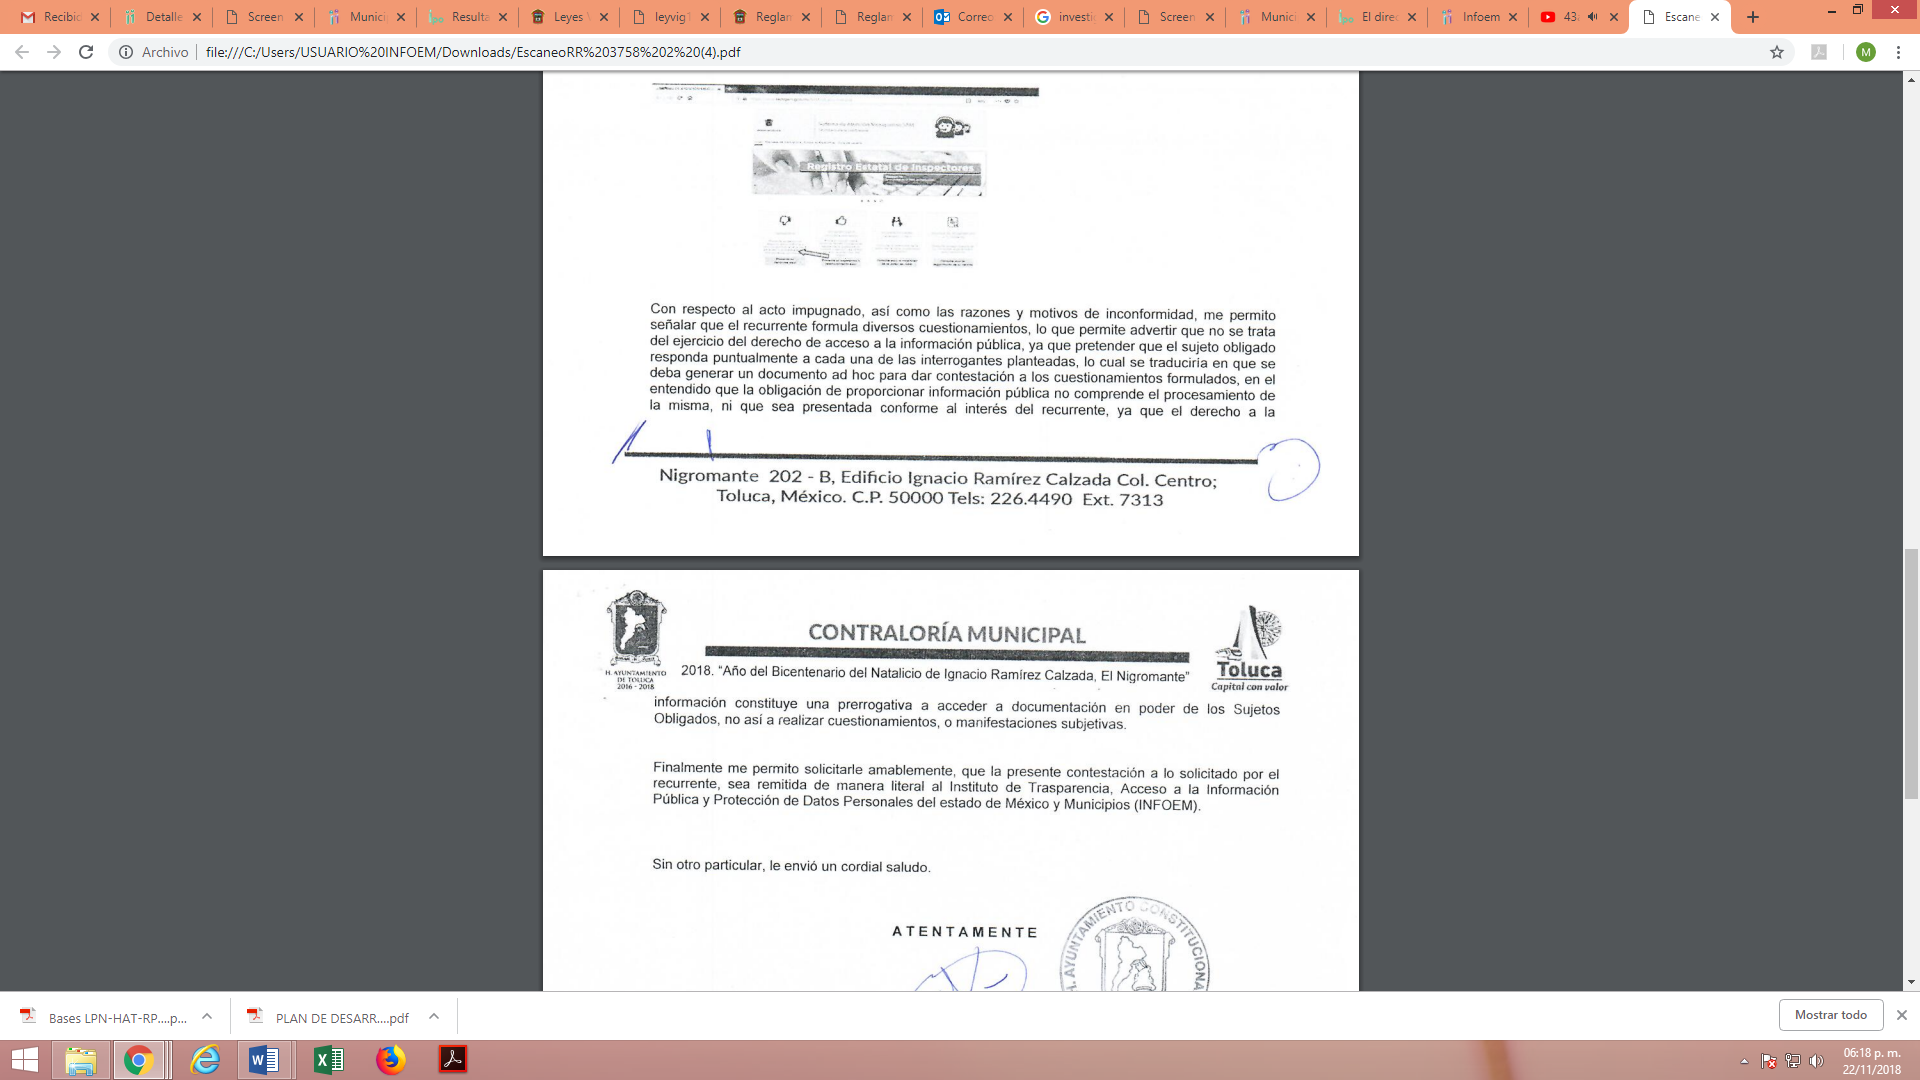 Recibid
Detalle
Screen
Munici
Resulta
Leyes V
leyvig1
Reglan
Reglan
Correo
investi
Screen
Munici
El direc
Infoem
43
Escane
Archivo
file:///C:/Users/USUARIO%20INFOEM/Downloads/EscaneoRR%203758%202%20(4).pdf
M
Registro Estatal de Inspectores
Con respecto al acto impugnado, así como las razones y motivos de inconformidad, me permito
señalar que el recurrente formula diversos cuestionamientos, lo que permite advertir que no se trata
del ejercicio del derecho de acceso a la información pública, ya que pretender que el sujeto obligado
responda puntualmente a cada una de las interrogantes planteadas, lo cual se traduciría en que se
deba generar un documento ad hoc para dar contestación a los cuestionamientos formulados, en el
entendido que la obligación de proporcionar información pública no comprende el procesamiento de
la misma, ni que sea presentada conforme al interés del recurrente, ya que el derecho a la
Nigromante 202 - B, Edificio Ignacio Ramírez Calzada Col. Centro;
Toluca, México. C.P. 50000 Tels: 226.4490 Ext. 7313
CONTRALORÍA MUNICIPAL
H. AYUNTAMIENTO
DE TOLUCA
2016 - 2018
2018. "Año del Bicentenario del Natalicio de Ignacio Ramírez Calzada, El Nigromante"
Toluca
Capital con valor
información constituye una prerrogativa a acceder a documentación en poder de los Sujetos
Obligados, no así a realizar cuestionamientos, o manifestaciones subjetivas.
Finalmente me permito solicitarle amablemente, que la presente contestación a lo solicitado por el
recurrente, sea remitida de manera literal al Instituto de Trasparencia, Acceso a la Información
Pública y Protección de Datos Personales del estado de México y Municipios (INFOEM).
Sin otro particular, le envió un cordial saludo.
ATENTAMENTE
H. AYUNTAMIENTO CONSTITUCIONA
Bases LPN-HAT-RP....p...
PLAN DE DESARR....pdf
Mostrar todo
06:18 p. m.
22/11/2018